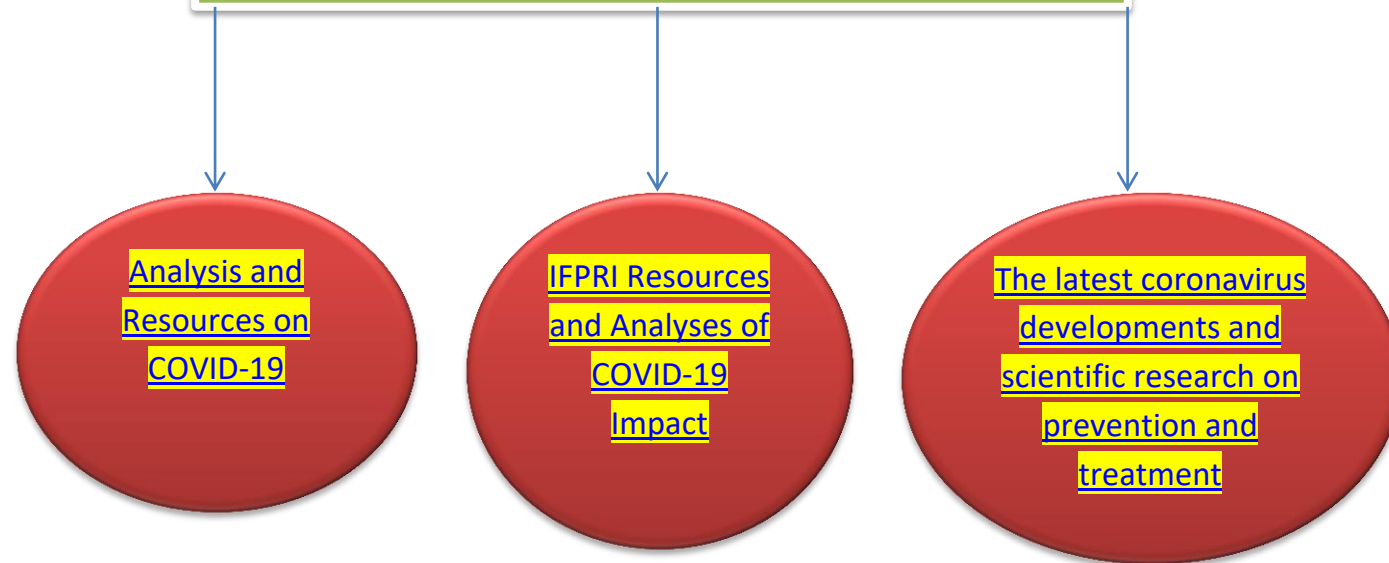 Analysis and
Resources on
COVID-19
IFPRI Resources
and Analyses of
COVID-19
Impact
The latest coronavirus
developments and
scientific research on
prevention and
treatment